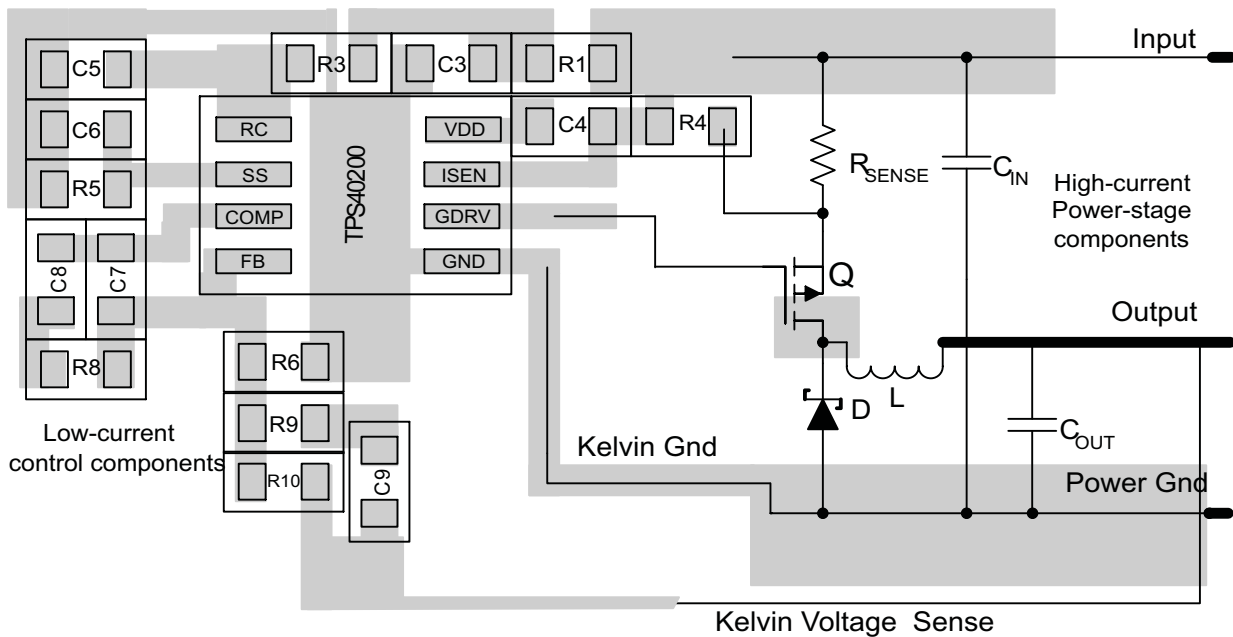 Input
C5
R3
C3
R1
C6
RC
VDD
C4
R4
R5
SS
ISEN
TPS40200
RSENSE
CIN
High-current
Power-stage
components
COMP
GDRV
C8
C7
FB
GND
Q
Output
R8
R6
L
D
R9
COUT
Low-current
control components
Kelvin Gnd
R10
C9
Power Gnd
Kelvin Voltage Sense